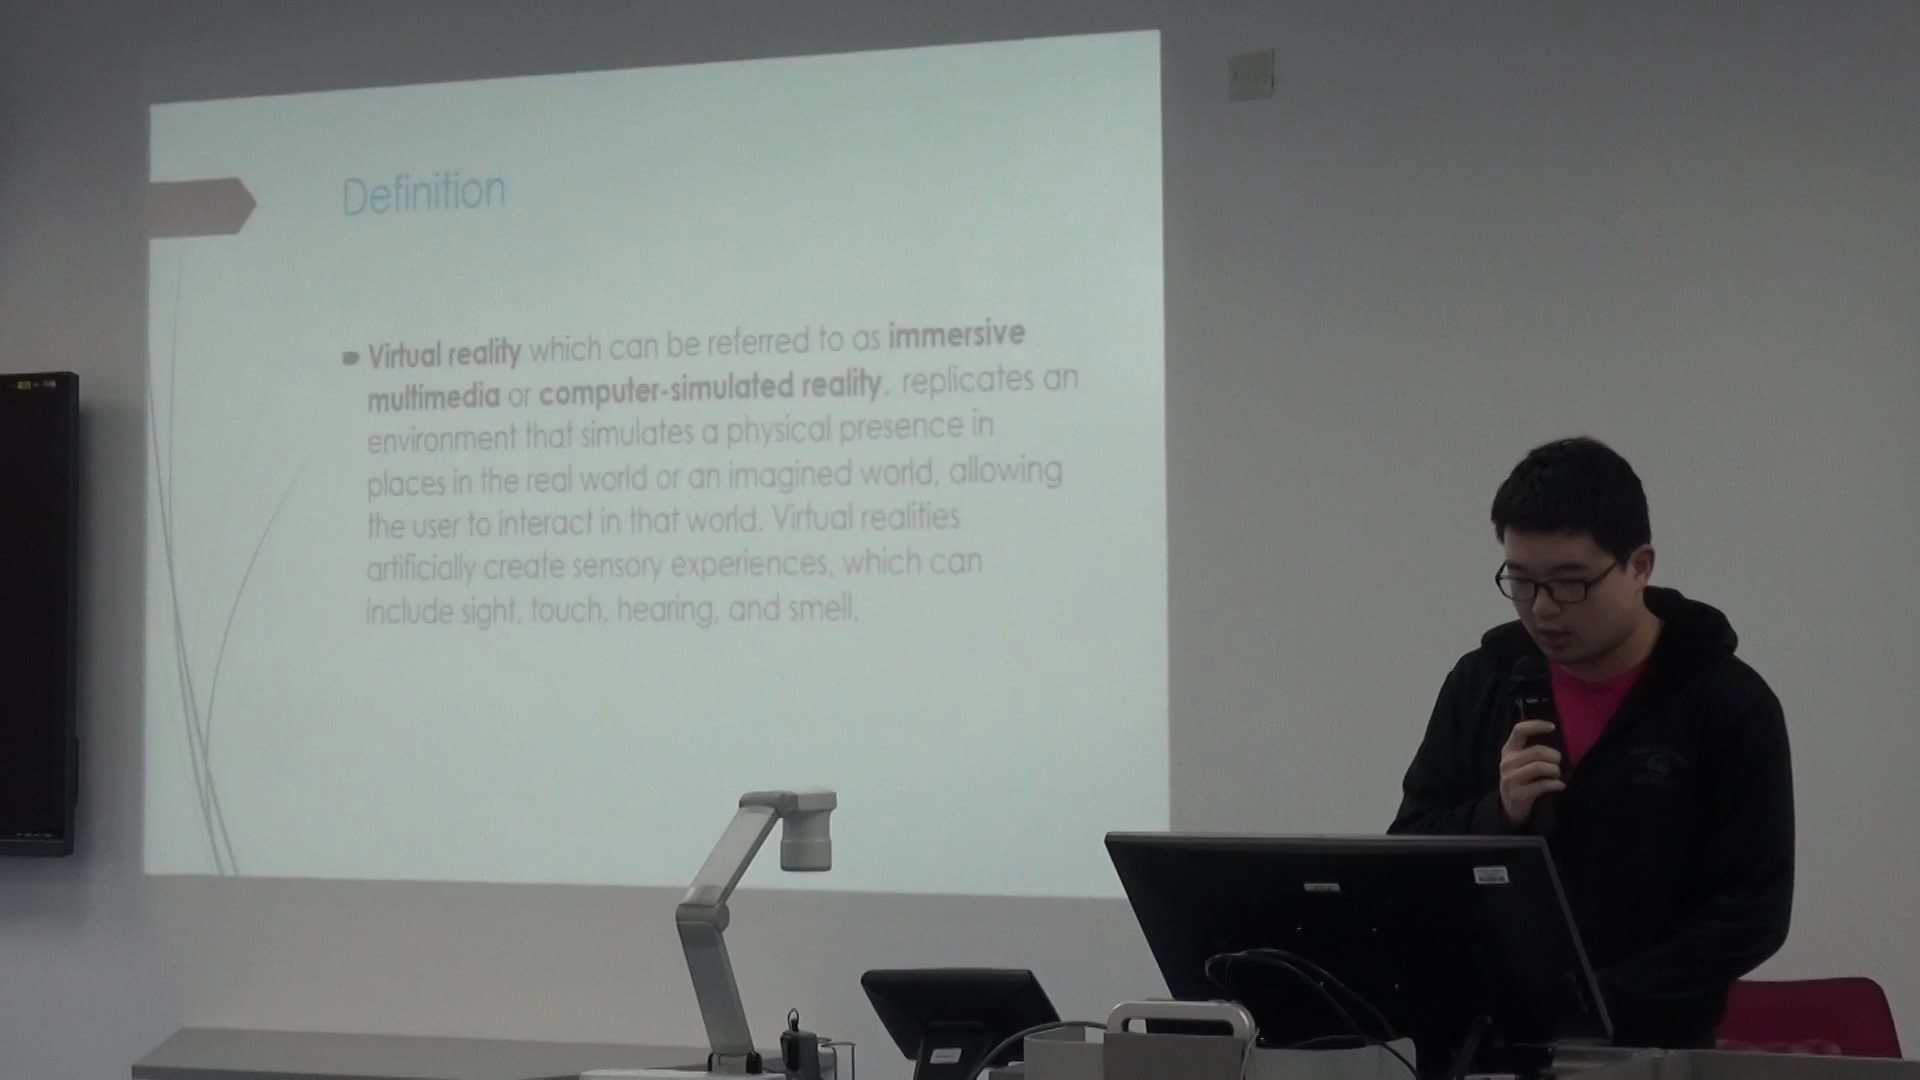 Definition
Virtual reality which can be referred to as immersive
multimedia or computer-simulated reality, replicates an
environment that simulates a physical presence in
places in the real world or an imagined world, allowing
the user to interact in that world. Virtual realities
artificially create sensory experiences, which can
include sight, touch, hearing, and smell.